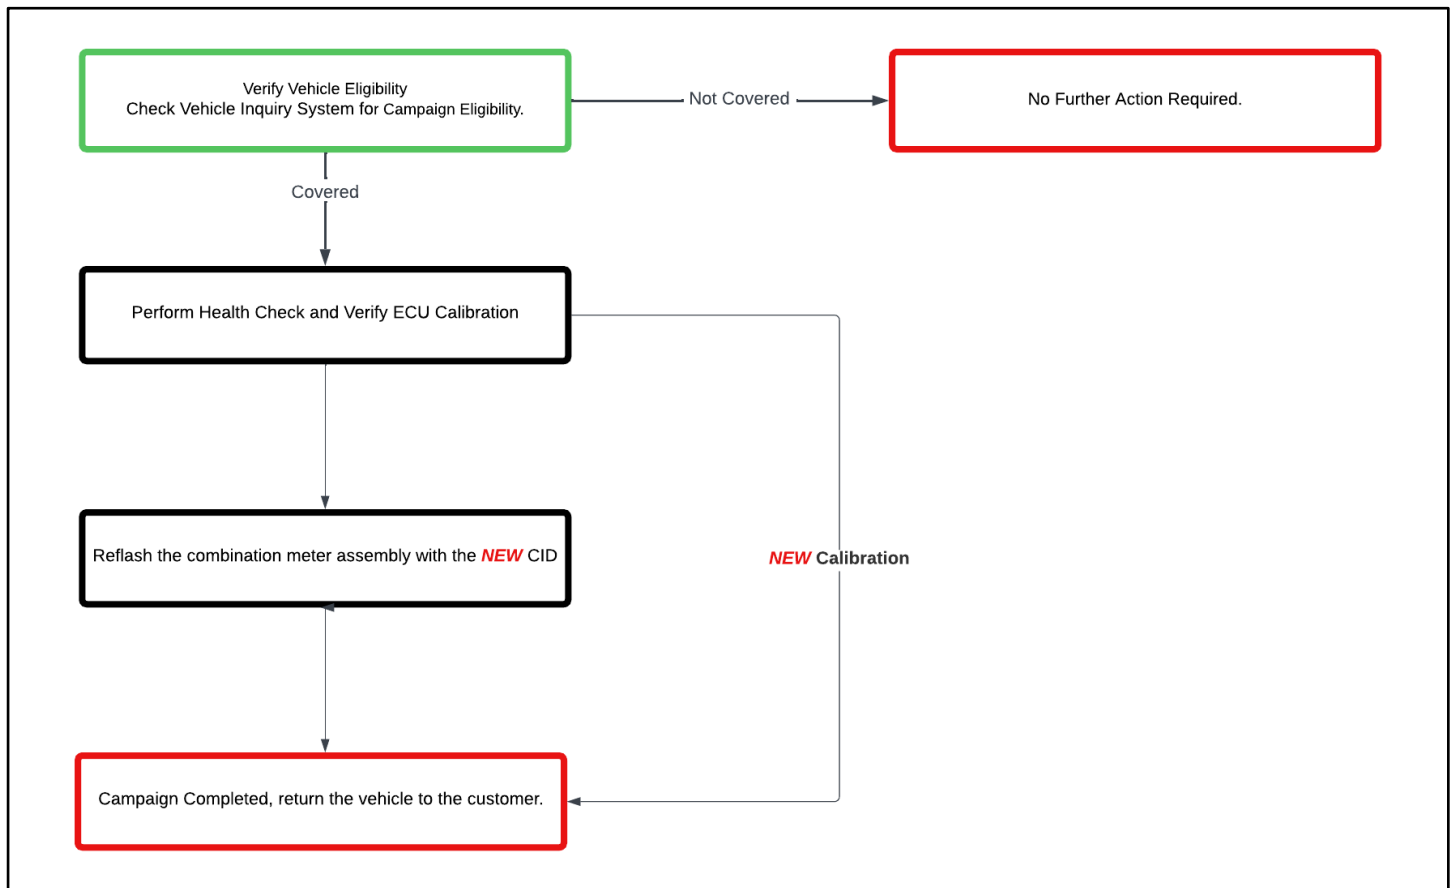 Verify Vehicle Eligibility
Check Vehicle Inquiry System for Campaign Eligibility.
Not Covered
No Further Action Required.
Covered
Perform Health Check and Verify ECU Calibration
Reflash the combination meter assembly with the NEW CID
NEW Calibration
Campaign Completed, return the vehicle to the customer.